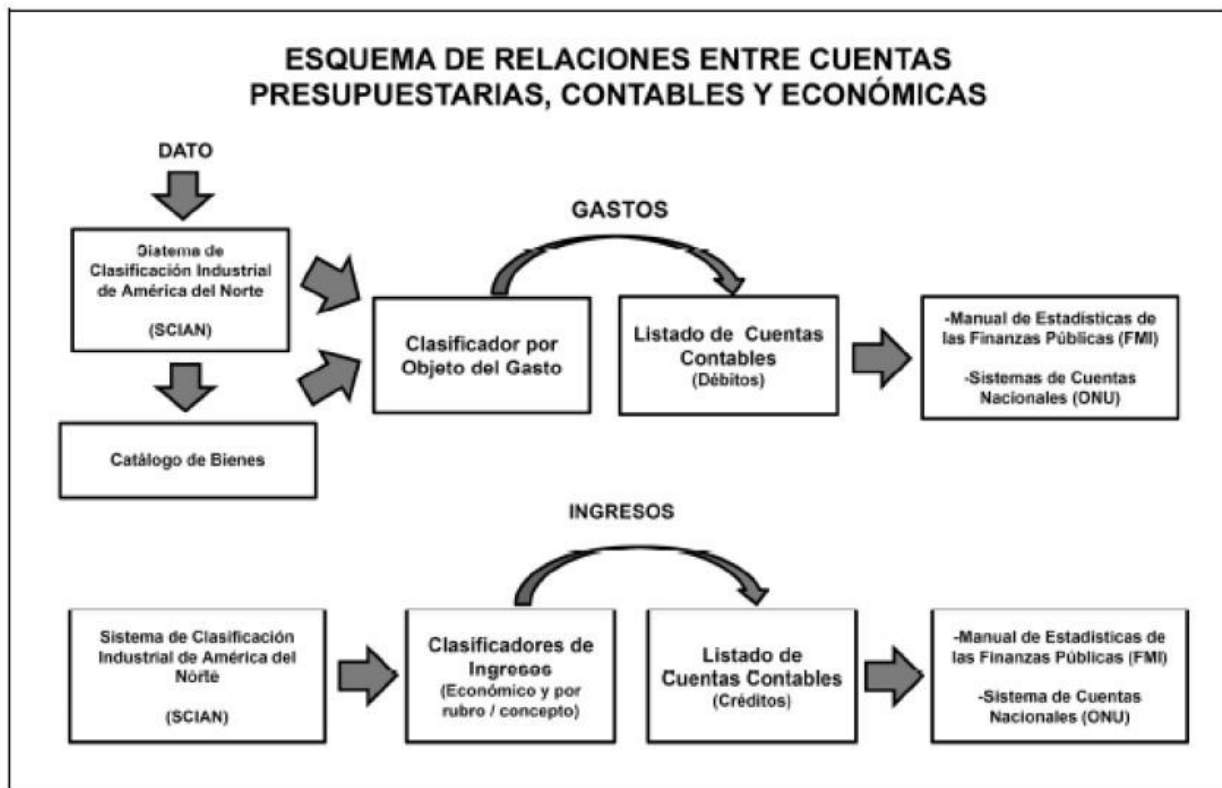 ESQUEMA DE RELACIONES ENTRE CUENTAS
PRESUPUESTARIAS, CONTABLES Y ECONÓMICAS
DATO
Sistema de
Clasificación Industrial
de América del Norte
(SCIAN)
Catálogo de Bienes
GASTOS
Clasificador por
Objeto del Gasto
Listado de Cuentas
Contables
(Débitos)
-Manual de Estadísticas de
las Finanzas Públicas (FMI)
-Sistemas de Cuentas
Nacionales (ONU)
INGRESOS
Sistema de Clasificación
Industrial de América del
Norte
(SCIAN)
Clasificadores de
Ingresos
(Económico y por
rubro / concepto)
Listado de
Cuentas Contables
(Créditos)
-Manual de Estadísticas de
las Finanzas Públicas (FMI)
-Sistema de Cuentas
Nacionales (ONU)